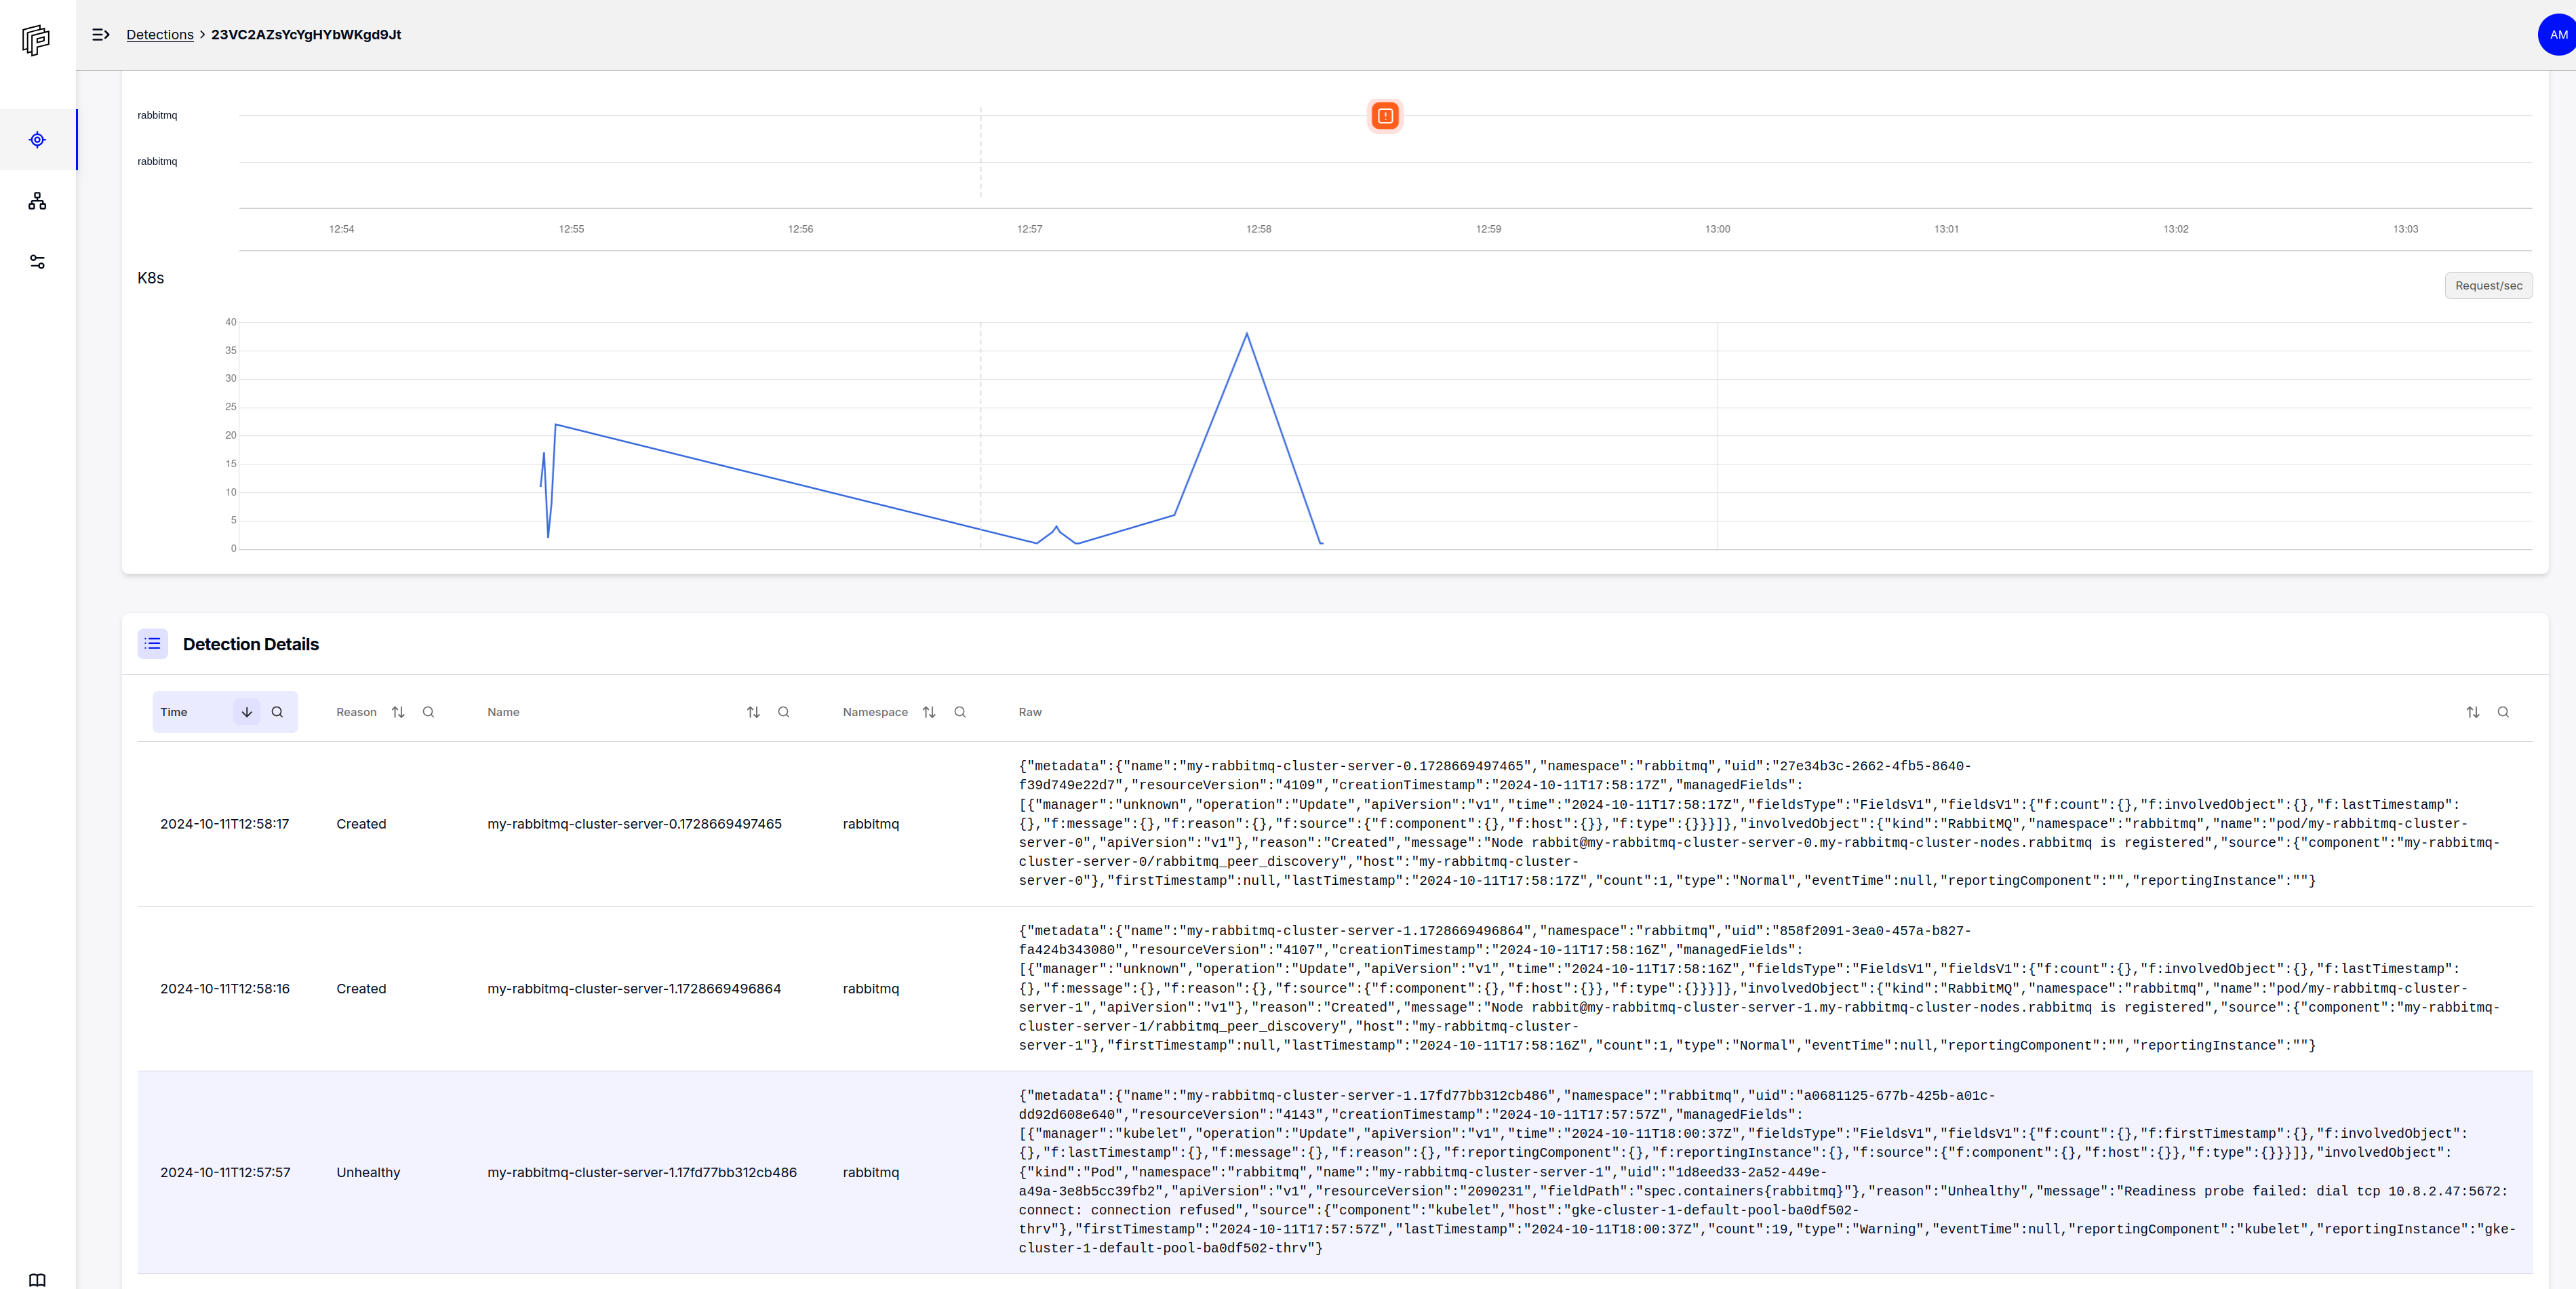 Detections > 23VC2AZsYcYgHYbWKgd9Jt
AM
rabbitmq
rabbitmq
12:54 12:55 12:56 12:57 12:58 12:59 13:00 13:01 13:02 13:03
K8s
Request/sec
40
35
30
25
20
15
10
5
0
Detection Details
Time Reason Name Namespace Raw
2024-10-11T12:58:17 Created my-rabbitmq-cluster-server-0.1728669497465 rabbitmq
{"metadata":{"name":"my-rabbitmq-cluster-server-0.1728669497465","namespace":"rabbitmq","uid":"27e34b3c-2662-4fb5-8640-
f39d749e22d7","resourceVersion":"4109","creationTimestamp":"2024-10-11T17:58:17Z","managedFields":
[{"manager":"unknown","operation":"Update","apiVersion":"v1","time":"2024-10-11T17:58:17Z","fieldsType":"FieldsV1","fieldsV1":{"f:count":{},"f:involvedObject":{},"f:lastTimestamp":
{},"f:message":{},"f:reason":{},"f:source":{"f:component":{},"f:host":{}},"f:type":{}}}]},"involvedObject":{"kind":"RabbitMQ","namespace":"rabbitmq","name":"pod/my-rabbitmq-cluster-
server-0","apiVersion":"v1"},"reason":"Created","message":"Node rabbit@my-rabbitmq-cluster-server-0.my-rabbitmq-cluster-nodes.rabbitmq is registered","source":{"component":"my-rabbitmq-
cluster-server-0/rabbitmq_peer_discovery","host":"my-rabbitmq-cluster-
server-0"},"firstTimestamp":null,"lastTimestamp":"2024-10-11T17:58:17Z","count":1,"type":"Normal","eventTime":null,"reportingComponent":"","reportingInstance":""}
2024-10-11T12:58:16 Created my-rabbitmq-cluster-server-1.1728669496864 rabbitmq
{"metadata":{"name":"my-rabbitmq-cluster-server-1.1728669496864","namespace":"rabbitmq","uid":"858f2091-3ea0-457a-b827-
fa424b343080","resourceVersion":"4107","creationTimestamp":"2024-10-11T17:58:16Z","managedFields":
[{"manager":"unknown","operation":"Update","apiVersion":"v1","time":"2024-10-11T17:58:16Z","fieldsType":"FieldsV1","fieldsV1":{"f:count":{},"f:involvedObject":{},"f:lastTimestamp":
{},"f:message":{},"f:reason":{},"f:source":{"f:component":{},"f:host":{}},"f:type":{}}}]},"involvedObject":{"kind":"RabbitMQ","namespace":"rabbitmq","name":"pod/my-rabbitmq-cluster-
server-1","apiVersion":"v1"},"reason":"Created","message":"Node rabbit@my-rabbitmq-cluster-server-1.my-rabbitmq-cluster-nodes.rabbitmq is registered","source":{"component":"my-rabbitmq-
cluster-server-1/rabbitmq_peer_discovery","host":"my-rabbitmq-cluster-
server-1"},"firstTimestamp":null,"lastTimestamp":"2024-10-11T17:58:16Z","count":1,"type":"Normal","eventTime":null,"reportingComponent":"","reportingInstance":""}
2024-10-11T12:57:57 Unhealthy my-rabbitmq-cluster-server-1.17fd77bb312cb486 rabbitmq
{"metadata":{"name":"my-rabbitmq-cluster-server-1.17fd77bb312cb486","namespace":"rabbitmq","uid":"a0681125-677b-425b-a01c-
dd92d608e640","resourceVersion":"4143","creationTimestamp":"2024-10-11T17:57:57Z","managedFields":
[{"manager":"kubelet","operation":"Update","apiVersion":"v1","time":"2024-10-11T18:00:37Z","fieldsType":"FieldsV1","fieldsV1":{"f:count":{},"f:firstTimestamp":{},"f:involvedObject":
{},"f:lastTimestamp":{},"f:message":{},"f:reason":{},"f:reportingComponent":{},"f:reportingInstance":{},"f:source":{"f:component":{},"f:host":{}},"f:type":{}}}]},"involvedObject":
{"kind":"Pod","namespace":"rabbitmq","name":"my-rabbitmq-cluster-server-1","uid":"1d8eed33-2a52-449e-
a49a-3e8b5cc39fb2","apiVersion":"v1","resourceVersion":"2090231","fieldPath":"spec.containers{rabbitmq}"},"reason":"Unhealthy","message":"Readiness probe failed: dial tcp 10.8.2.47:5672:
connect: connection refused","source":{"component":"kubelet","host":"gke-cluster-1-default-pool-ba0df502-
thrv"},"firstTimestamp":"2024-10-11T17:57:57Z","lastTimestamp":"2024-10-11T18:00:37Z","count":19,"type":"Warning","eventTime":null,"reportingComponent":"kubelet","reportingInstance":"gke-
cluster-1-default-pool-ba0df502-thrv"}